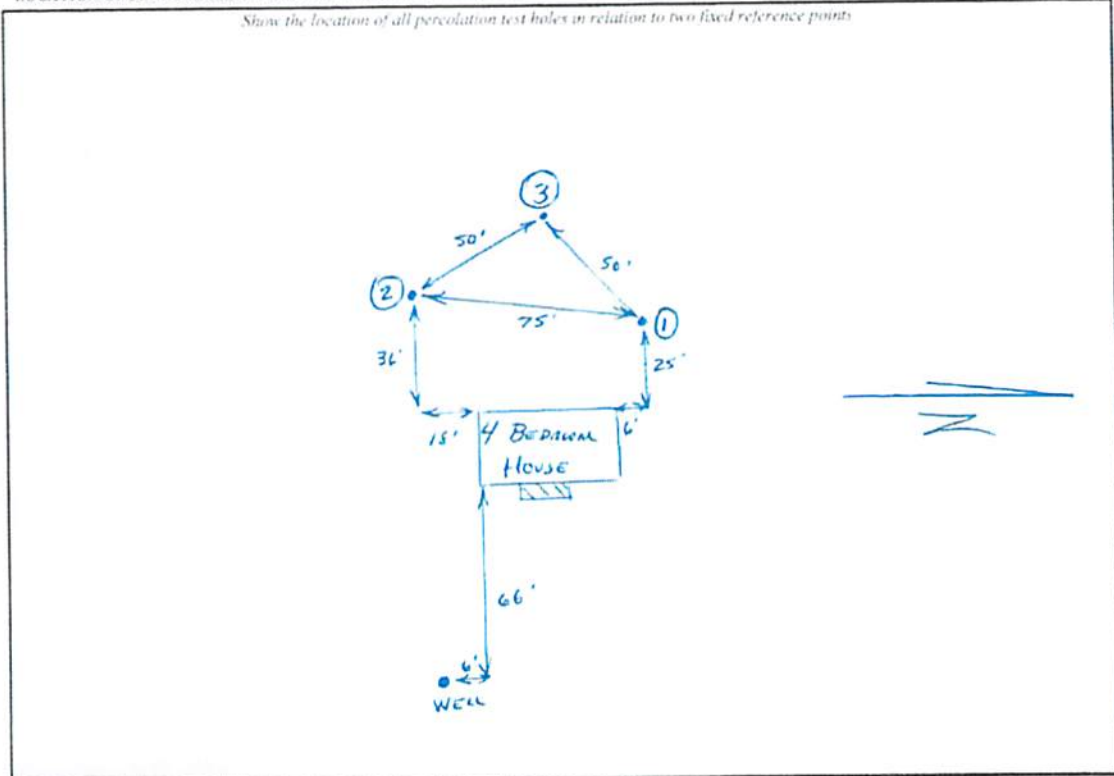 Show the location of all percolation test holes in relation to two fixed reference points
3
50'
50'
2
75'
1
36'
25'
15'
4 BEDROOM
6'
HOUSE
N
66'
6'
WELL